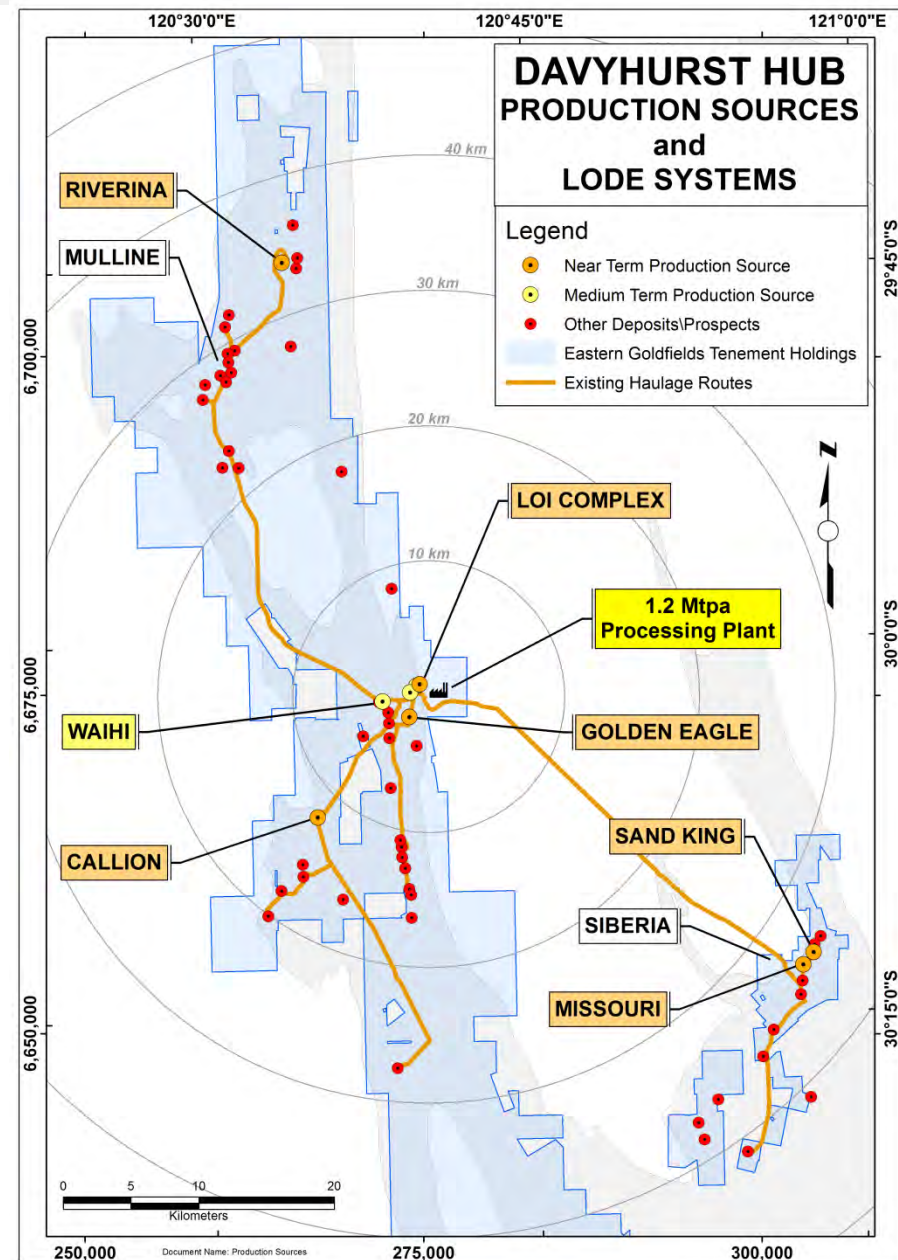 120°30'0"E
120°45'0"E
121°0'0"E
DAVYHURST HUB
PRODUCTION SOURCES
and
LODE SYSTEMS
Legend
Near Term Production Source
Medium Term Production Source
Other Deposits\Prospects
Eastern Goldfields Tenement Holdings
Existing Haulage Routes
40 km
30 km
20 km
10 km
RIVERINA
MULLINE
29°45'0"S
6,700,000
Z
LOI COMPLEX
1.2 Mtpa
Processing Plant
30°0'0"S
6,675,000
WAIHI
GOLDEN EAGLE
SAND KING
CALLION
SIBERIA
MISSOURI
30°15'0"S
6,650,000
0 5 10 20
Kilometers
250,000
Document Name: Production Sources
275,000
300,000